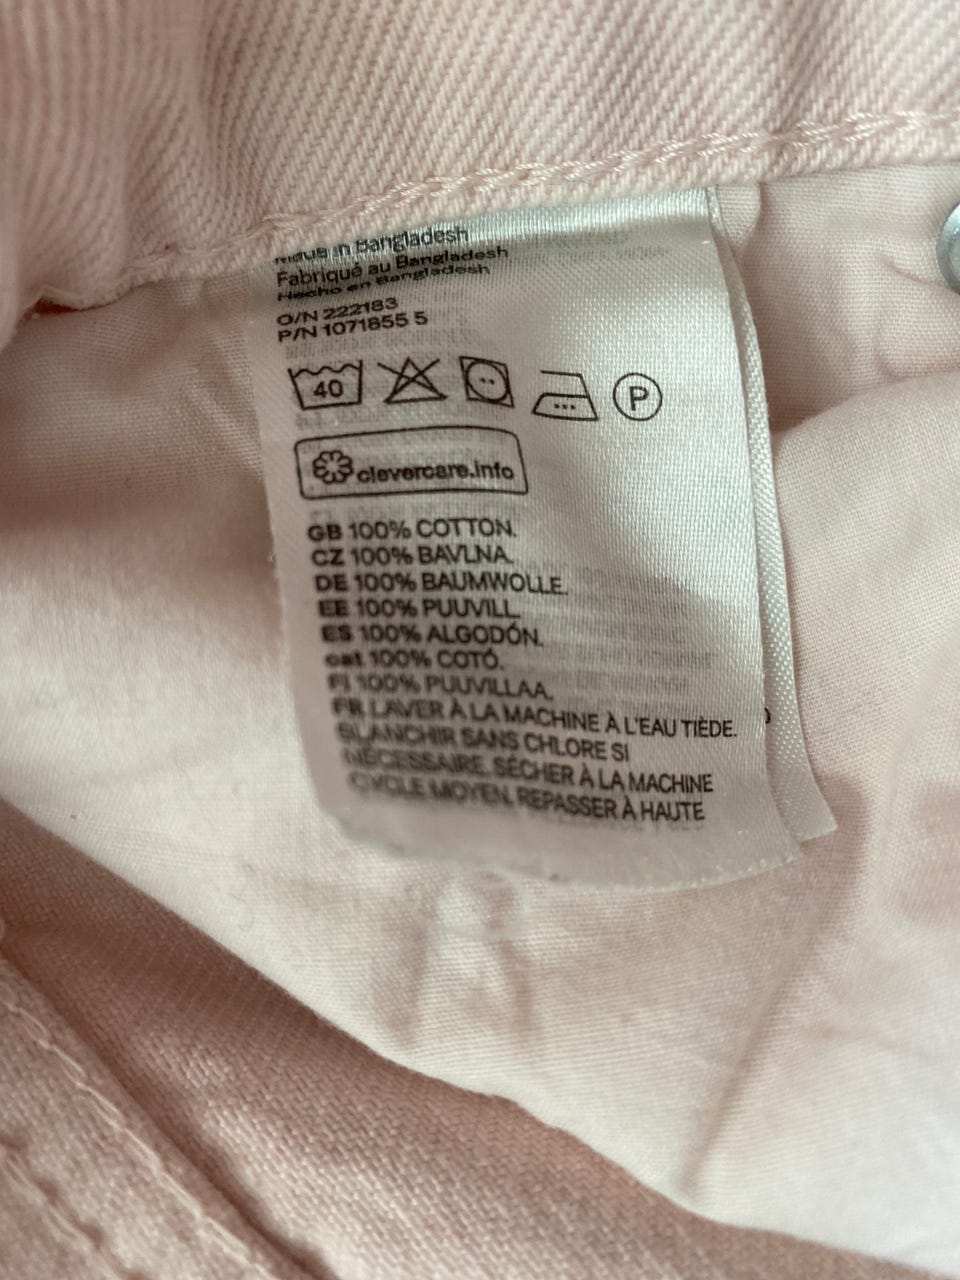 Made in Bangladesh
Fabriqué au Bangladesh
Hecho en Bangladesh
O/N 222183
P/N 1071855 5
40 P
clevercare.info
GB 100% COTTON.
CZ 100% BAVLNA.
DE 100% BAUMWOLLE.
EE 100% PUUVILL.
ES 100% ALGODÓN.
cat 100% COTÓ.
FI 100% PUUVILLAA.
FR LAVER À LA MACHINE À L'EAU TIÈDE.
BLANCHIR SANS CHLORE SI
NÉCESSAIRE. SÉCHER À LA MACHINE
CYCLE MOYEN. REPASSER À HAUTE